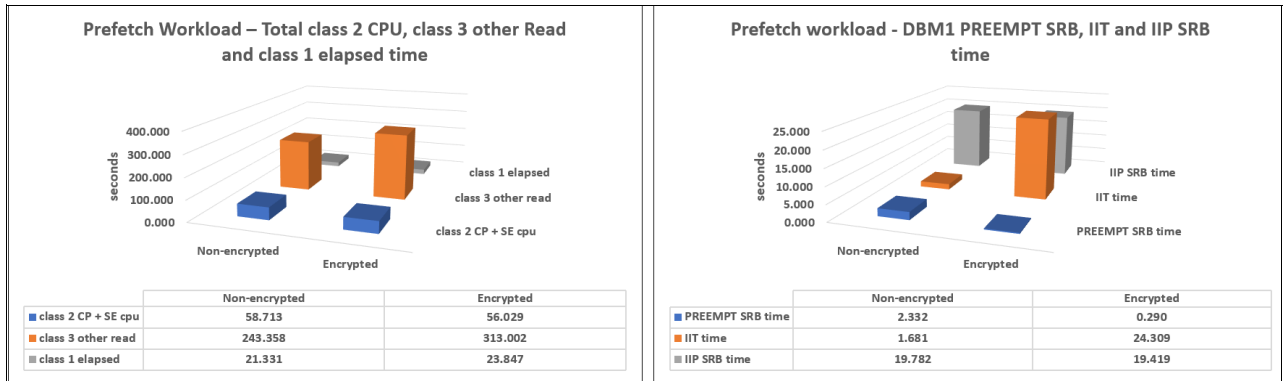 Prefetch Workload – Total class 2 CPU, class 3 other Read
and class 1 elapsed time
400.000
300.000
200.000
100.000
0.000
seconds
class 1 elapsed
class 3 other read
class 2 CP + SE cpu
Non-encrypted
Encrypted
Non-encrypted Encrypted
class 2 CP + SE cpu 58.713 56.029
class 3 other read 243.358 313.002
class 1 elapsed 21.331 23.847
Prefetch workload - DBM1 PREEMPT SRB, IIT and IIP SRB
time
25.000
20.000
15.000
10.000
5.000
0.000
seconds
IIP SRB time
IIT time
PREEMPT SRB time
Non-encrypted
Encrypted
Non-encrypted Encrypted
PREEMPT SRB time 2.332 0.290
IIT time 1.681 24.309
IIP SRB time 19.782 19.419